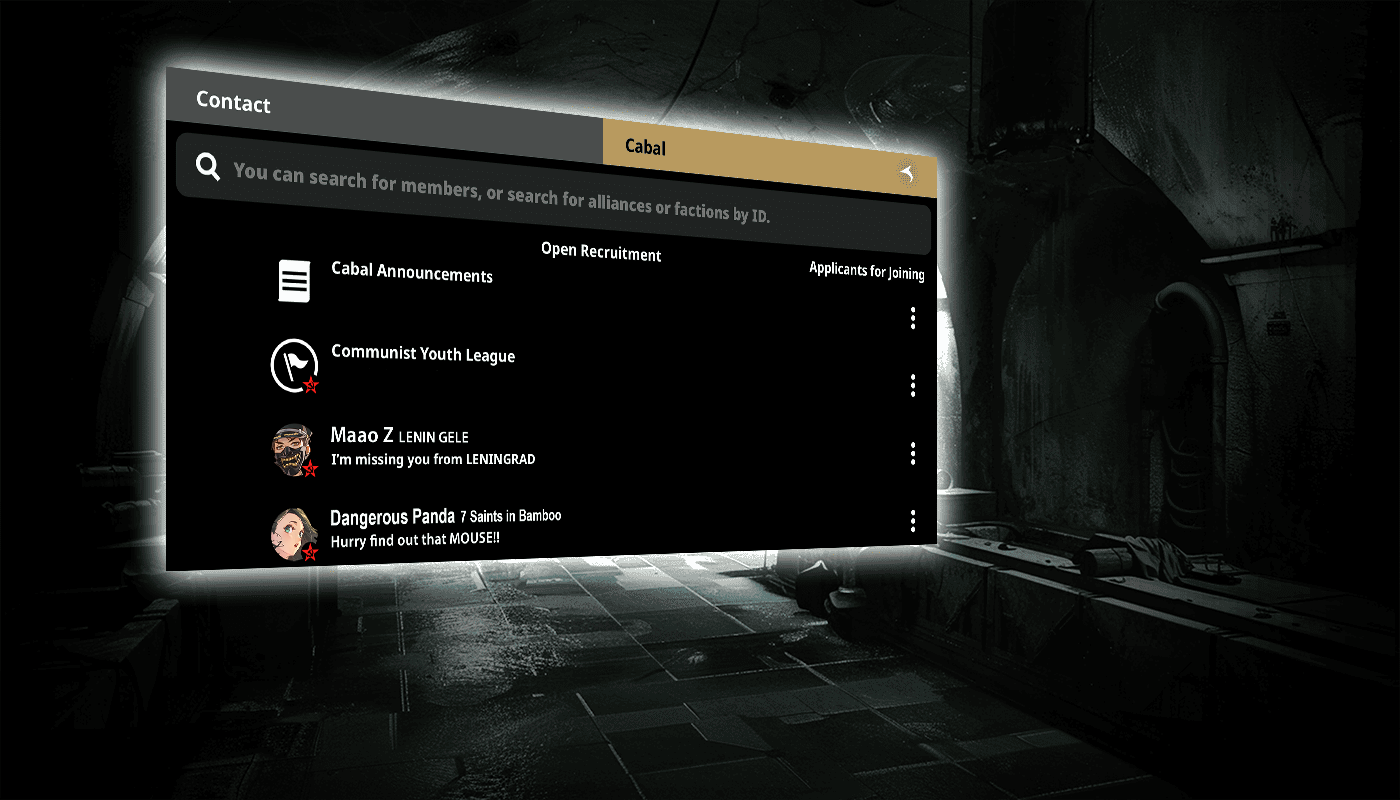 Contact
Cabal
You can search for members, or search for alliances or factions by ID.
Open Recruitment
Applicants for Joining
Cabal Announcements
Communist Youth League
Maao Z LENIN GELE
I'm missing you from LENINGRAD
Dangerous Panda 7 Saints in Bamboo
Hurry find out that MOUSE!!